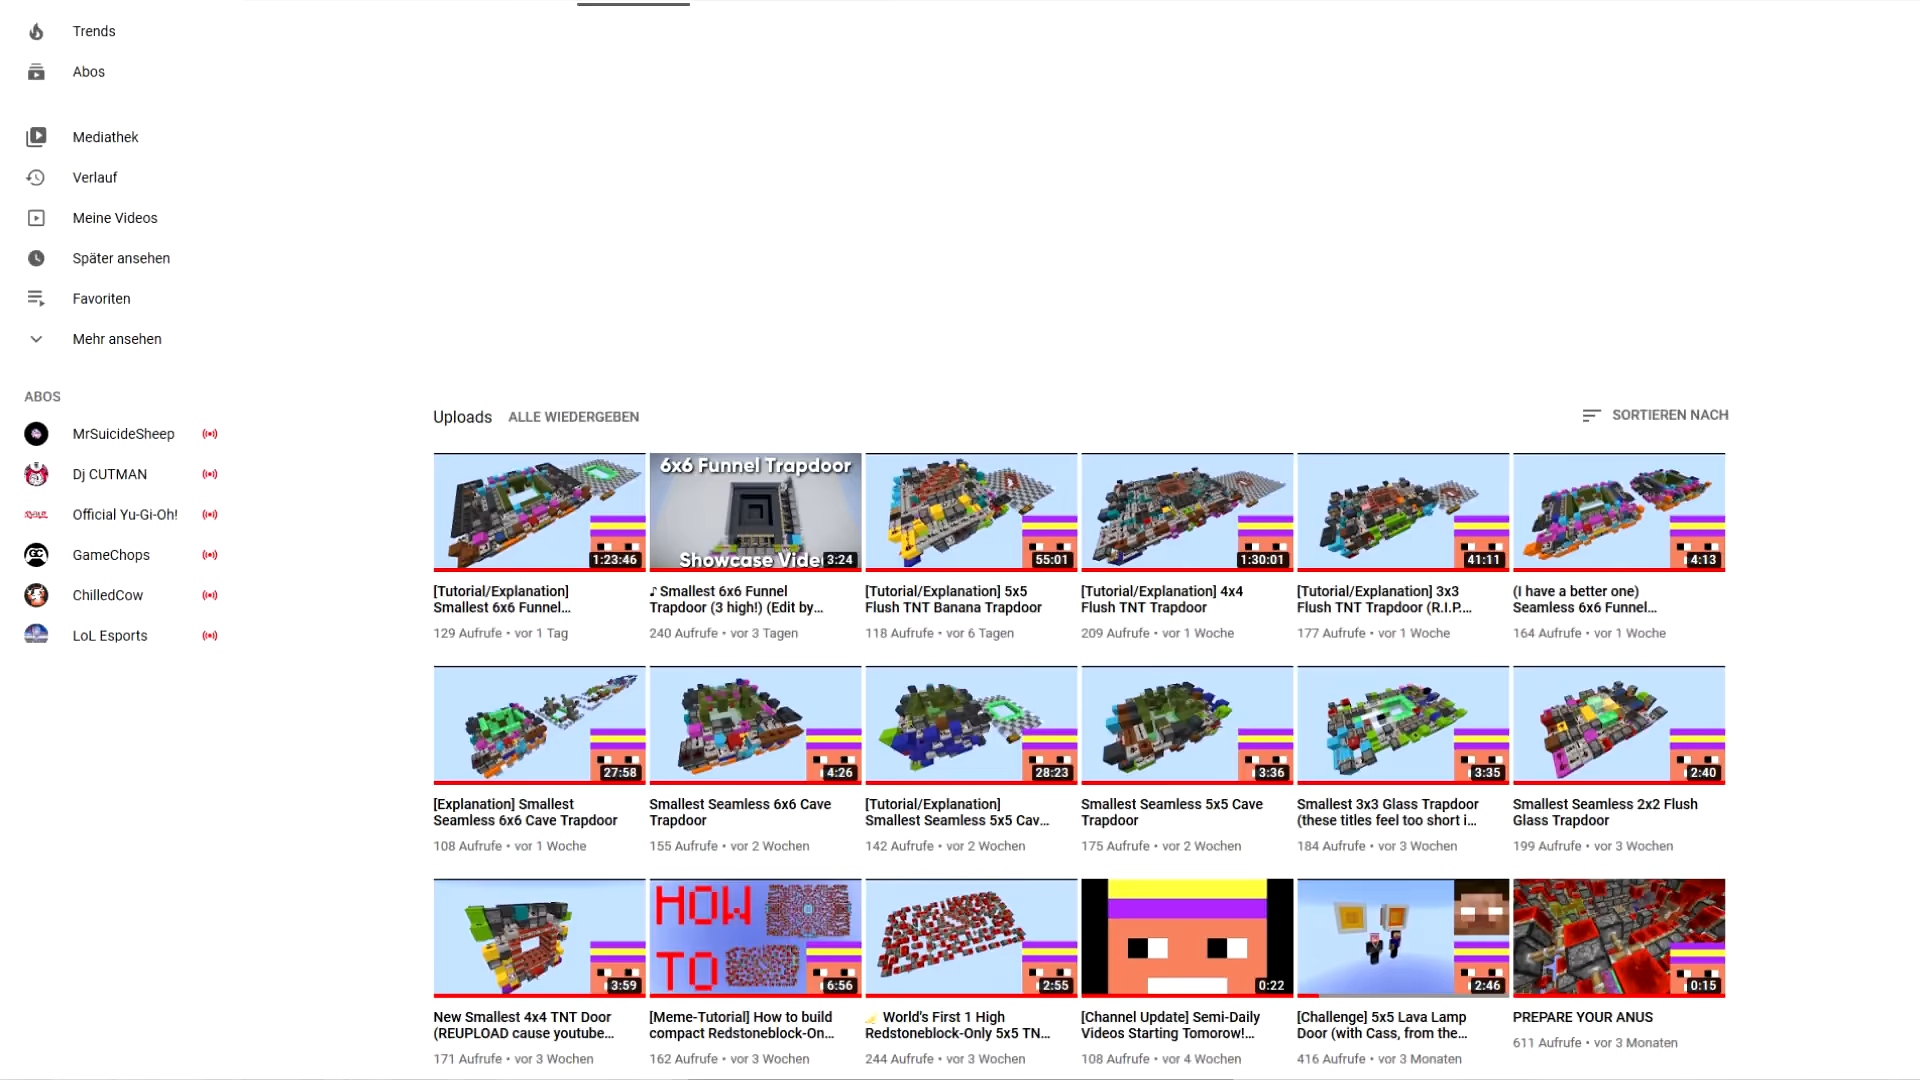 Trends
Abos
Mediathek
Verlauf
Meine Videos
Später ansehen
Favoriten
Mehr ansehen
ABOS
MrSuicideSheep
Dj CUTMAN
Official Yu-Gi-Oh!
GameChops
ChilledCow
LoL Esports
Uploads ALLE WIEDERGEBEN
SORTIEREN NACH
1:23:46
[Tutorial/Explanation]
Smallest 6x6 Funnel...
129 Aufrufe • vor 1 Tag
6x6 Funnel Trapdoor
Showcase Vide
3:24
♪ Smallest 6x6 Funnel
Trapdoor (3 high!) (Edit by...
240 Aufrufe • vor 3 Tagen
55:01
[Tutorial/Explanation] 5x5
Flush TNT Banana Trapdoor
118 Aufrufe • vor 6 Tagen
1:30:01
[Tutorial/Explanation] 4x4
Flush TNT Trapdoor
209 Aufrufe • vor 1 Woche
41:11
[Tutorial/Explanation] 3x3
Flush TNT Trapdoor (R.I.P....
177 Aufrufe • vor 1 Woche
4:13
(I have a better one)
Seamless 6x6 Funnel...
164 Aufrufe • vor 1 Woche
27:58
[Explanation] Smallest
Seamless 6x6 Cave Trapdoor
108 Aufrufe • vor 1 Woche
4:26
Smallest Seamless 6x6 Cave
Trapdoor
155 Aufrufe • vor 2 Wochen
28:23
[Tutorial/Explanation]
Smallest Seamless 5x5 Cav...
142 Aufrufe • vor 2 Wochen
3:36
Smallest Seamless 5x5 Cave
Trapdoor
175 Aufrufe • vor 2 Wochen
3:35
Smallest 3x3 Glass Trapdoor
(these titles feel too short i...
184 Aufrufe • vor 3 Wochen
2:40
Smallest Seamless 2x2 Flush
Glass Trapdoor
199 Aufrufe • vor 3 Wochen
3:59
New Smallest 4x4 TNT Door
(REUPLOAD cause youtube...
171 Aufrufe • vor 3 Wochen
HOW
TO
6:56
[Meme-Tutorial] How to build
compact Redstoneblock-On...
162 Aufrufe • vor 3 Wochen
2:55
World's First 1 High
Redstoneblock-Only 5x5 TN...
244 Aufrufe • vor 3 Wochen
0:22
[Channel Update] Semi-Daily
Videos Starting Tomorow!...
108 Aufrufe • vor 4 Wochen
2:46
[Challenge] 5x5 Lava Lamp
Door (with Cass, from the...
416 Aufrufe • vor 3 Monaten
0:15
PREPARE YOUR ANUS
611 Aufrufe • vor 3 Monaten